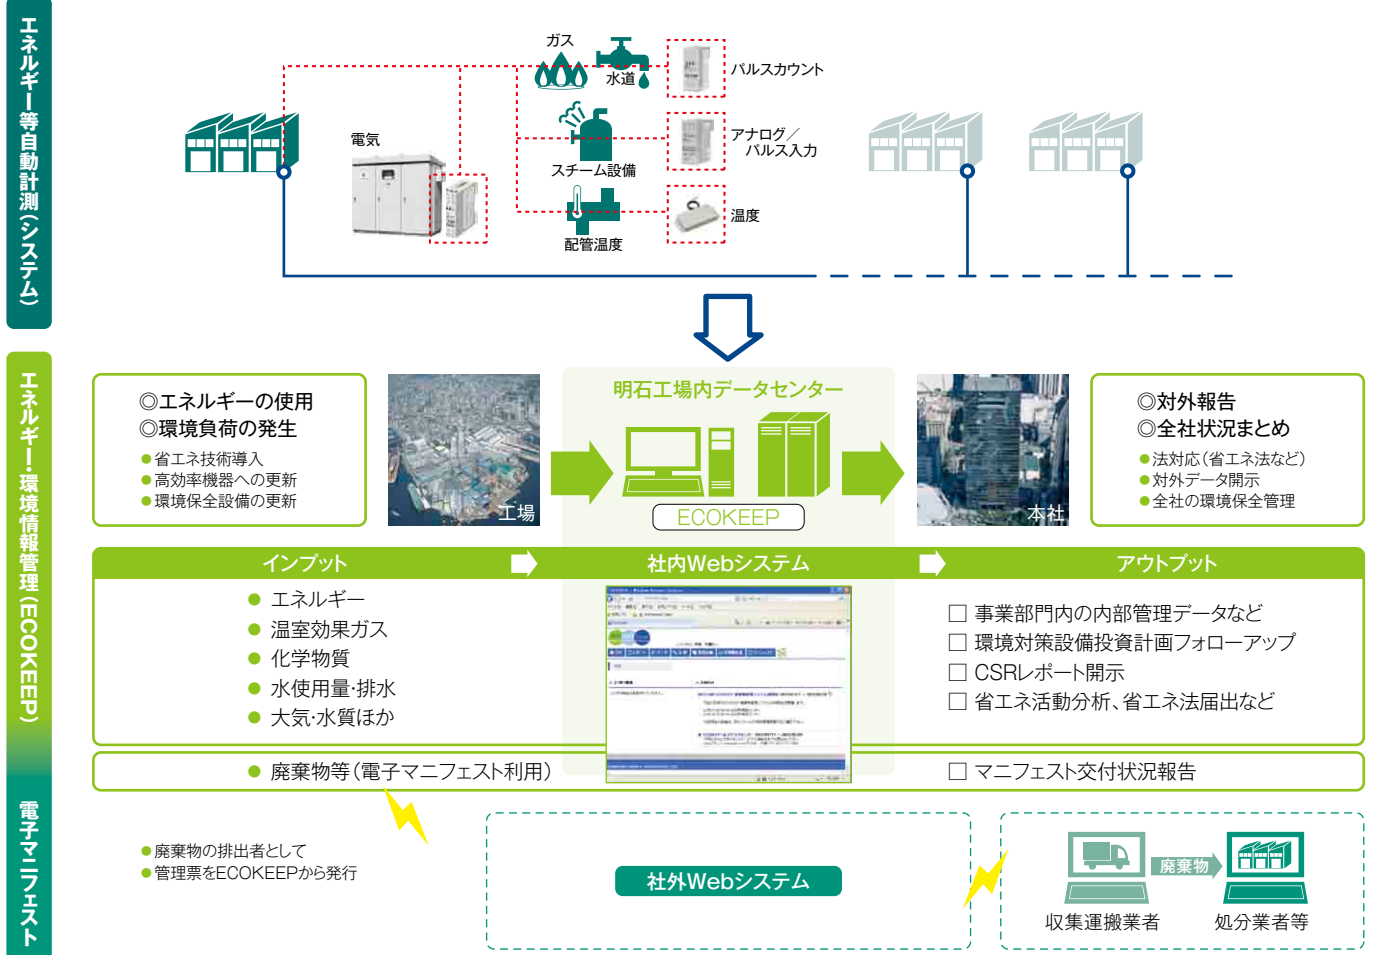 エネルギー等自動計測(システム)
ガス
水道
パルスカウント
電気
スチーム設備
アナログ／
パルス入力
配管温度
温度
エネルギー・環境情報管理(ECOKEEP)
◎エネルギーの使用
◎環境負荷の発生
●省エネ技術導入
●高効率機器への更新
●環境保全設備の更新
工場
明石工場内データセンター
ECOKEEP
本社
◎対外報告
◎全社状況まとめ
●法対応(省エネ法など)
●対外データ開示
●全社の環境保全管理
インプット
社内Webシステム
アウトプット
● エネルギー
● 温室効果ガス
● 化学物質
● 水使用量・排水
● 大気・水質ほか
□ 事業部門内の内部管理データなど
□ 環境対策設備投資計画フォローアップ
□ CSRレポート開示
□ 省エネ活動分析、省エネ法届出など
● 廃棄物等(電子マニフェスト利用)
□ マニフェスト交付状況報告
電子マニフェスト
●廃棄物の排出者として
●管理票をECOKEEPから発行
社外Webシステム
廃棄物
収集運搬業者
処分業者等